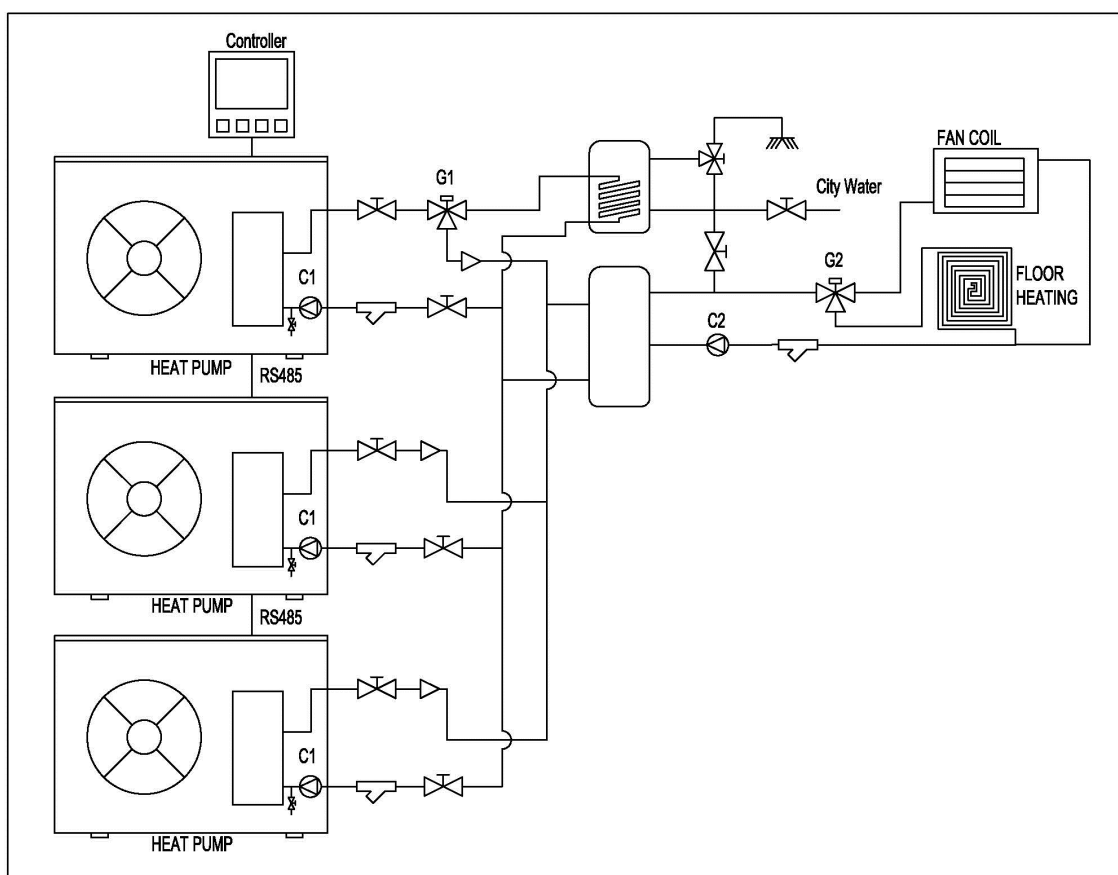 Controller
G1
FAN COIL
City Water
G2
FLOOR
HEATING
C1
C2
HEAT PUMP
RS485
C1
HEAT PUMP
RS485
C1
HEAT PUMP